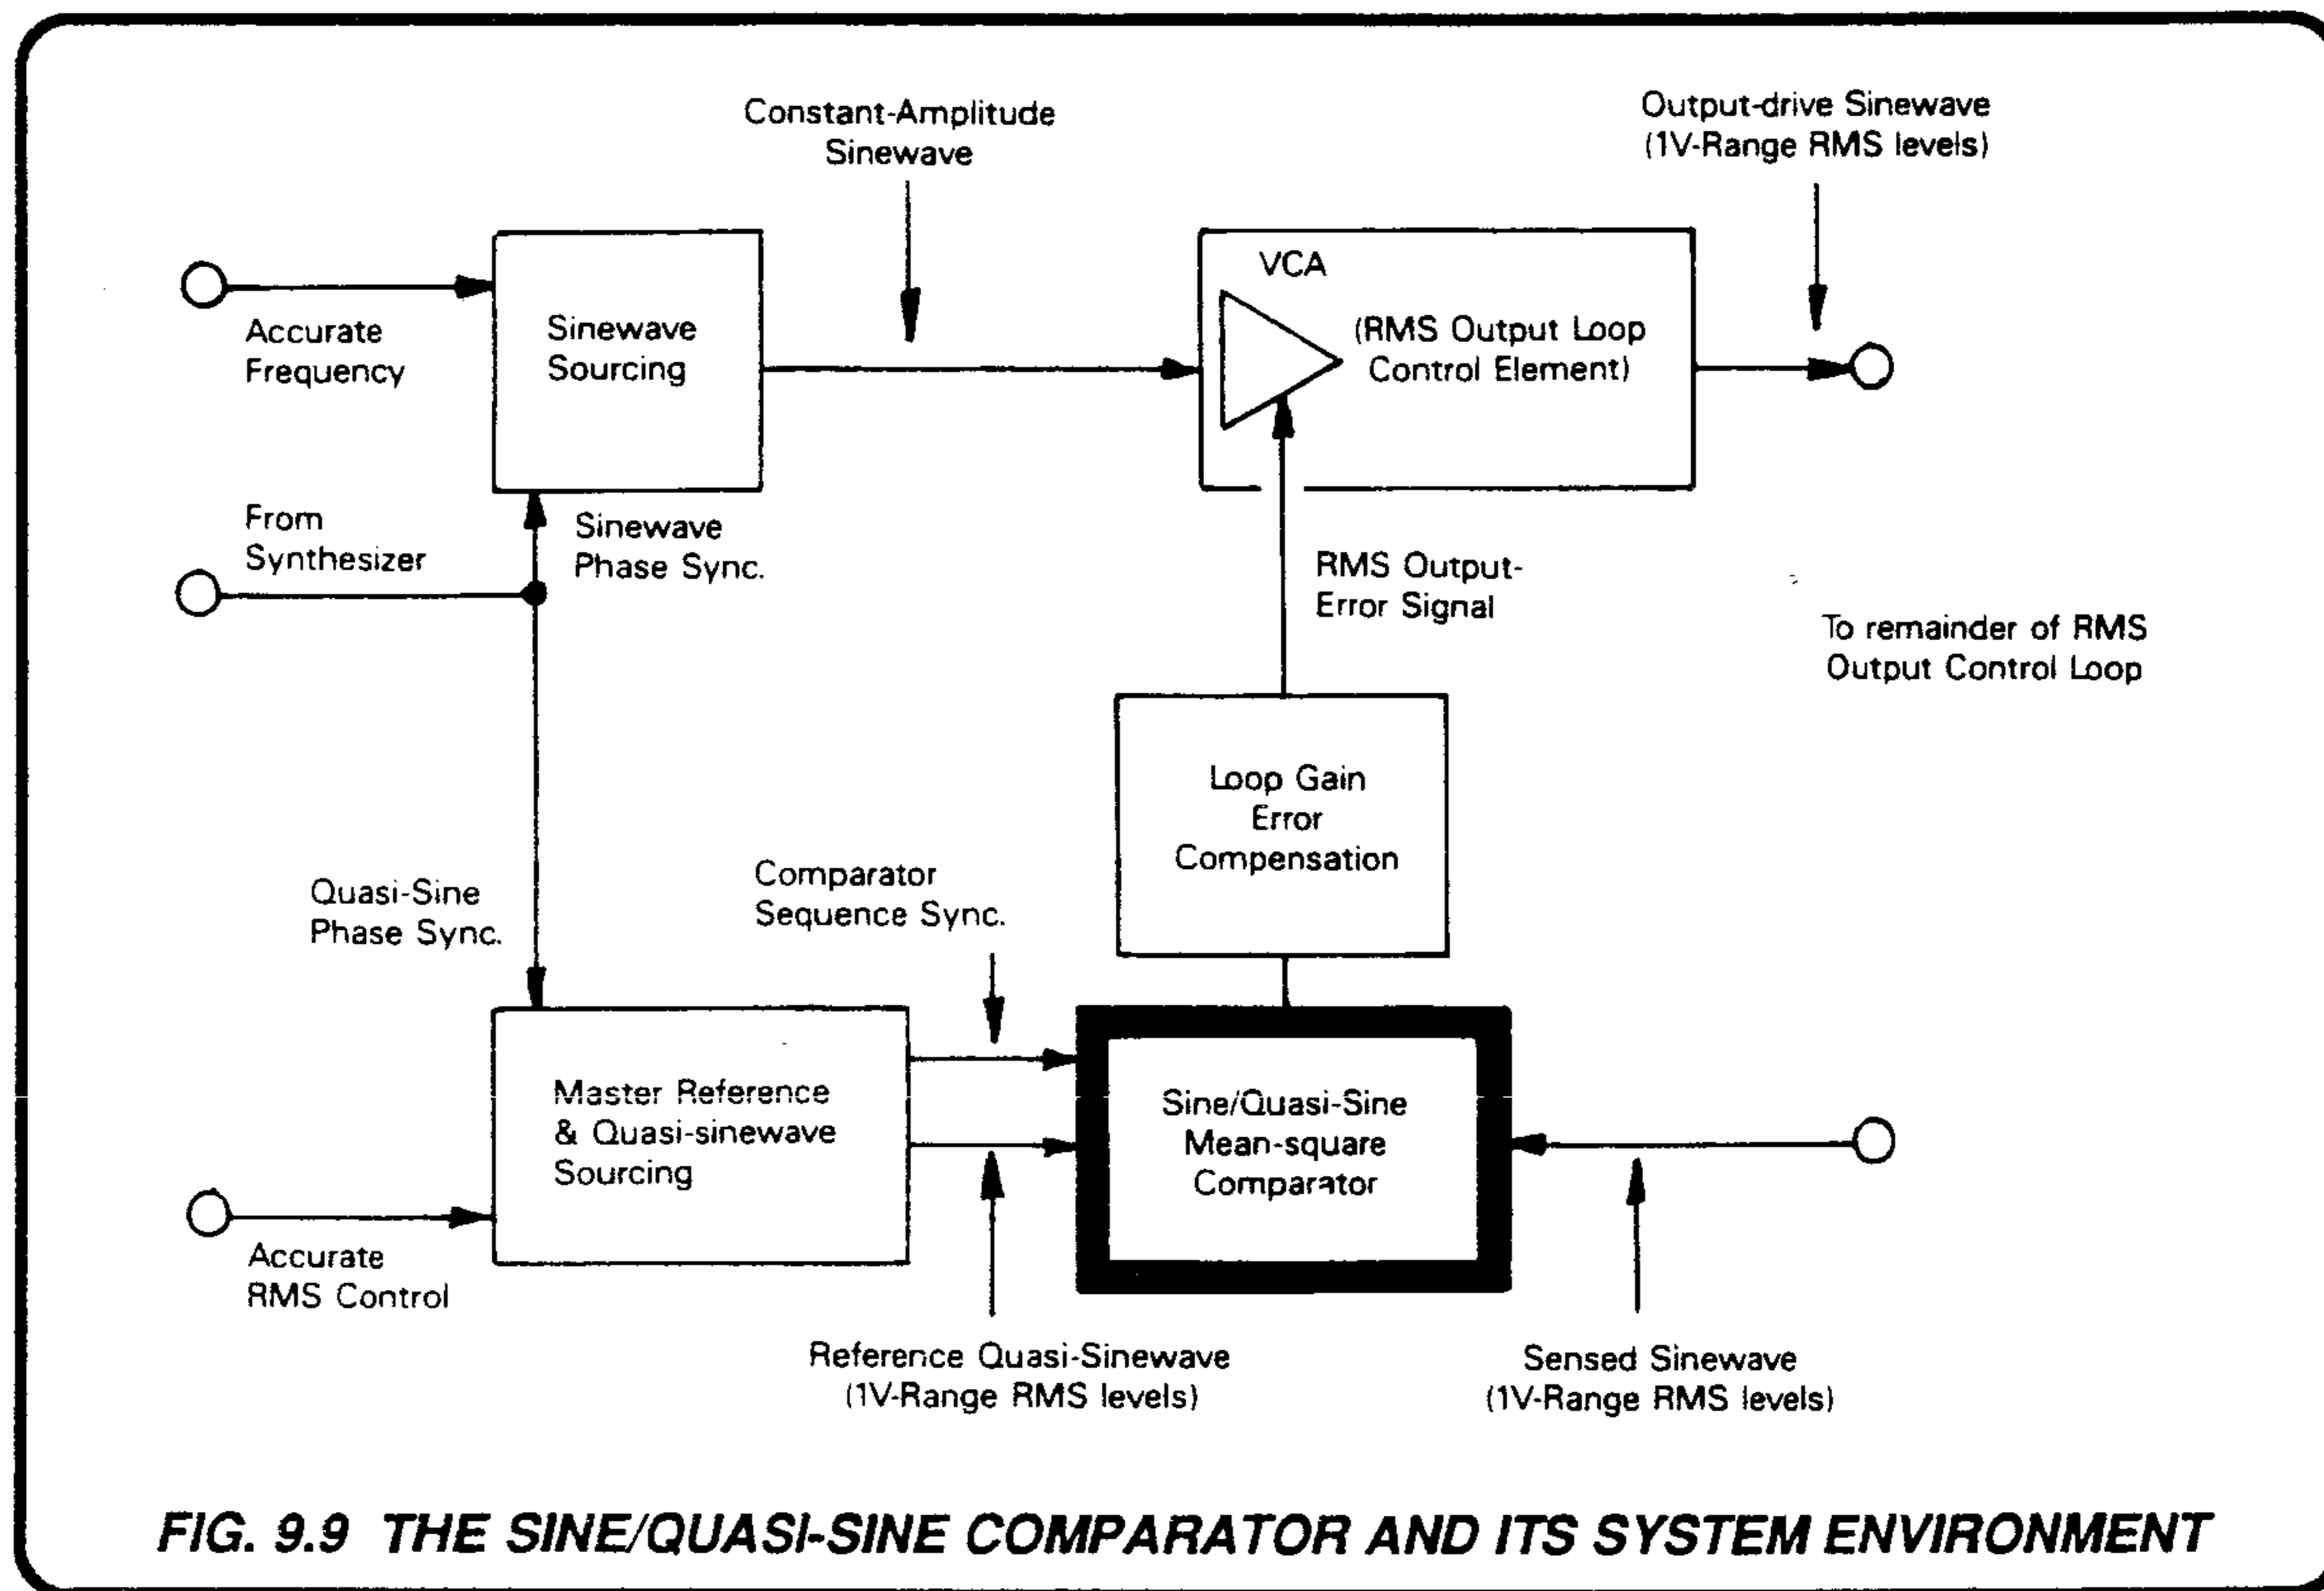 Constant-Amplitude
Sinewave
Output-drive Sinewave
(1V-Range RMS levels)
Accurate
Frequency
Sinewave
Sourcing
VCA
(RMS Output Loop
Control Element)
From
Synthesizer
Sinewave
Phase Sync.
RMS Output-
Error Signal
To remainder of RMS
Output Control Loop
Loop Gain
Error
Compensation
Quasi-Sine
Phase Sync.
Comparator
Sequence Sync.
Master Reference
& Quasi-sinewave
Sourcing
Sine/Quasi-Sine
Mean-square
Comparator
Accurate
RMS Control
Reference Quasi-Sinewave
(1V-Range RMS levels)
Sensed Sinewave
(1V-Range RMS levels)
FIG. 9.9 THE SINE/QUASI-SINE COMPARATOR AND ITS SYSTEM ENVIRONMENT